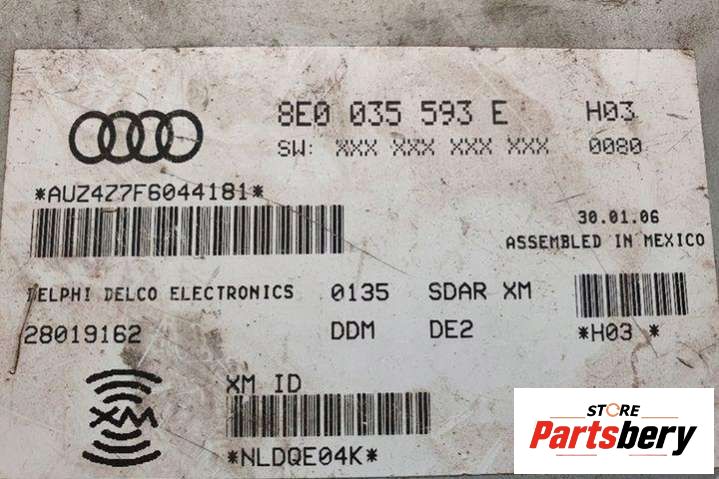 8E0 035 593 E H03
SW: XXX XXX XXX XXX 0080
*AUZ4Z7F6044181*
30.01.06
ASSEMBLED IN MEXICO
DELPHI DELCO ELECTRONICS 0135 SDAR XM
28019162 DDM DE2 *H03 *
XM ID
XM
*NLDQE04K*
STORE
Partsbery